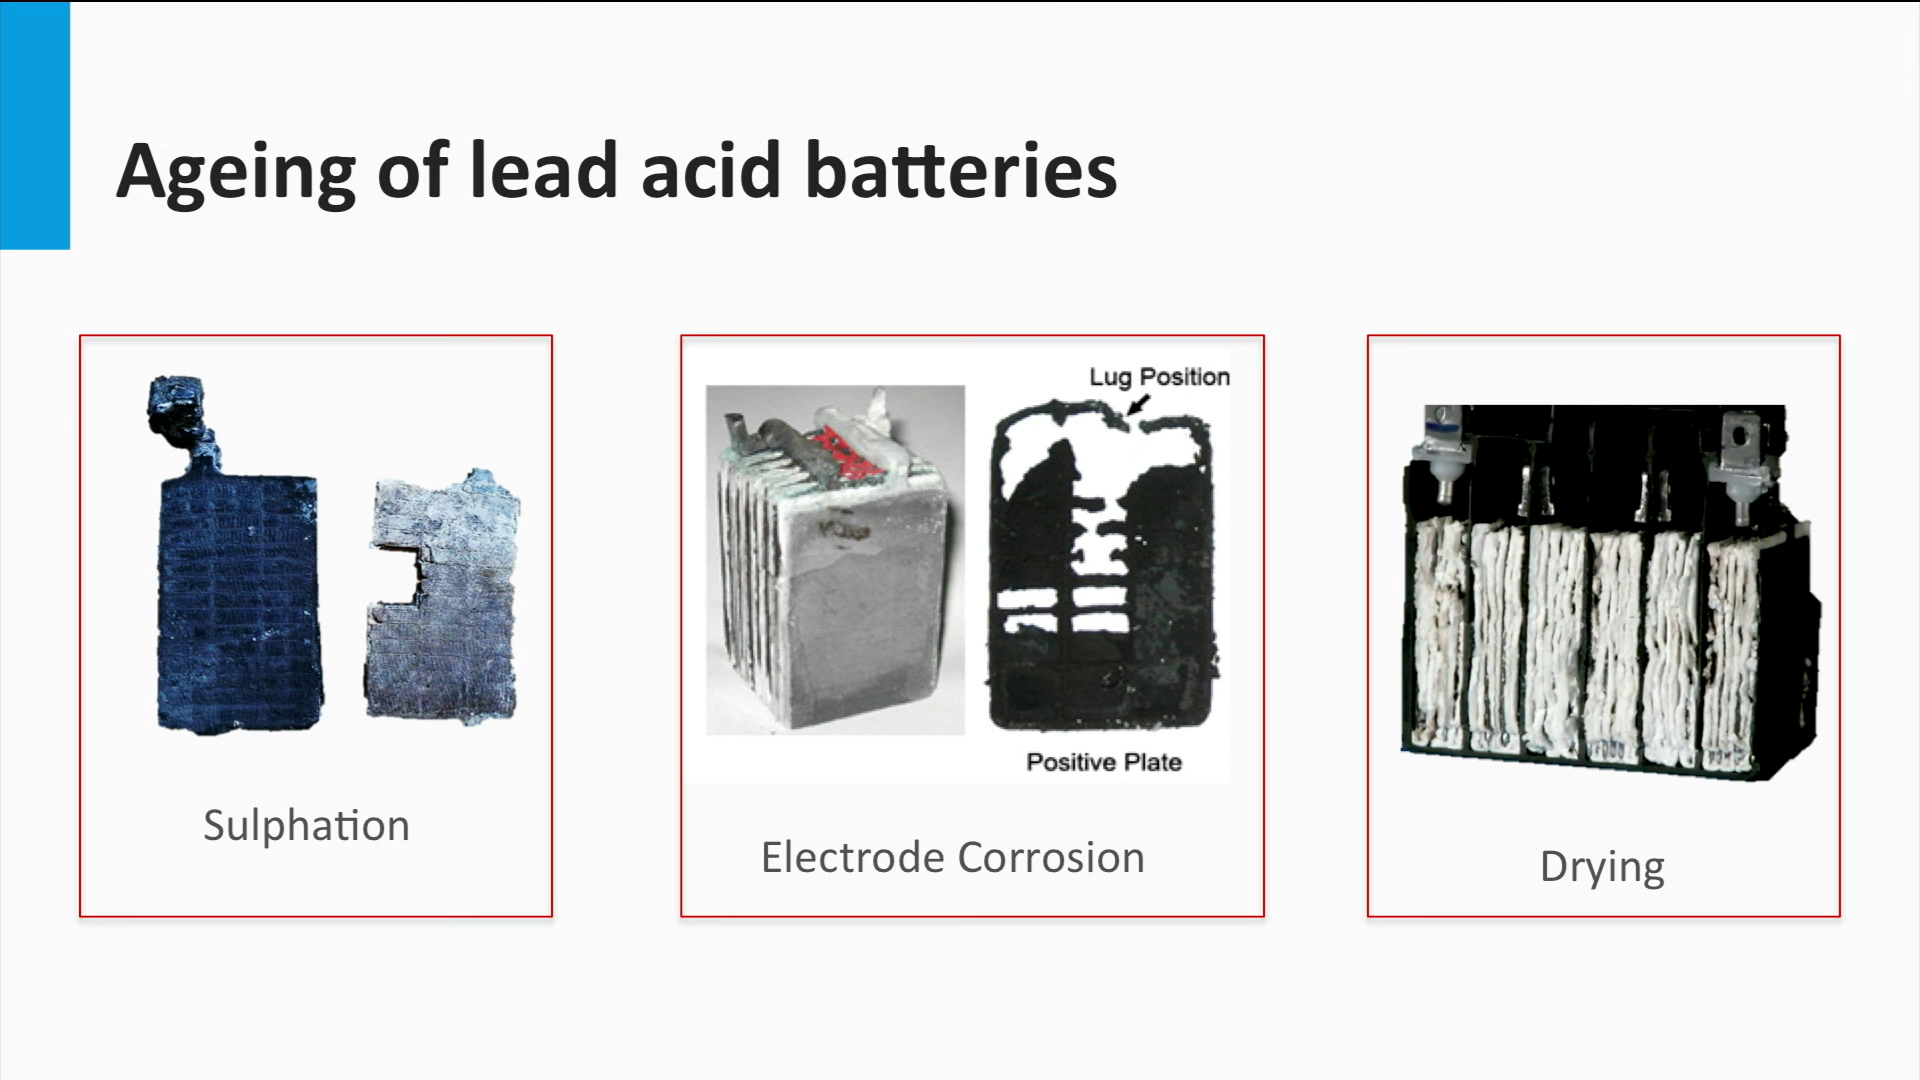 Ageing of lead acid batteries
Lug Position
Positive Plate
Sulphation
Electrode Corrosion
Drying